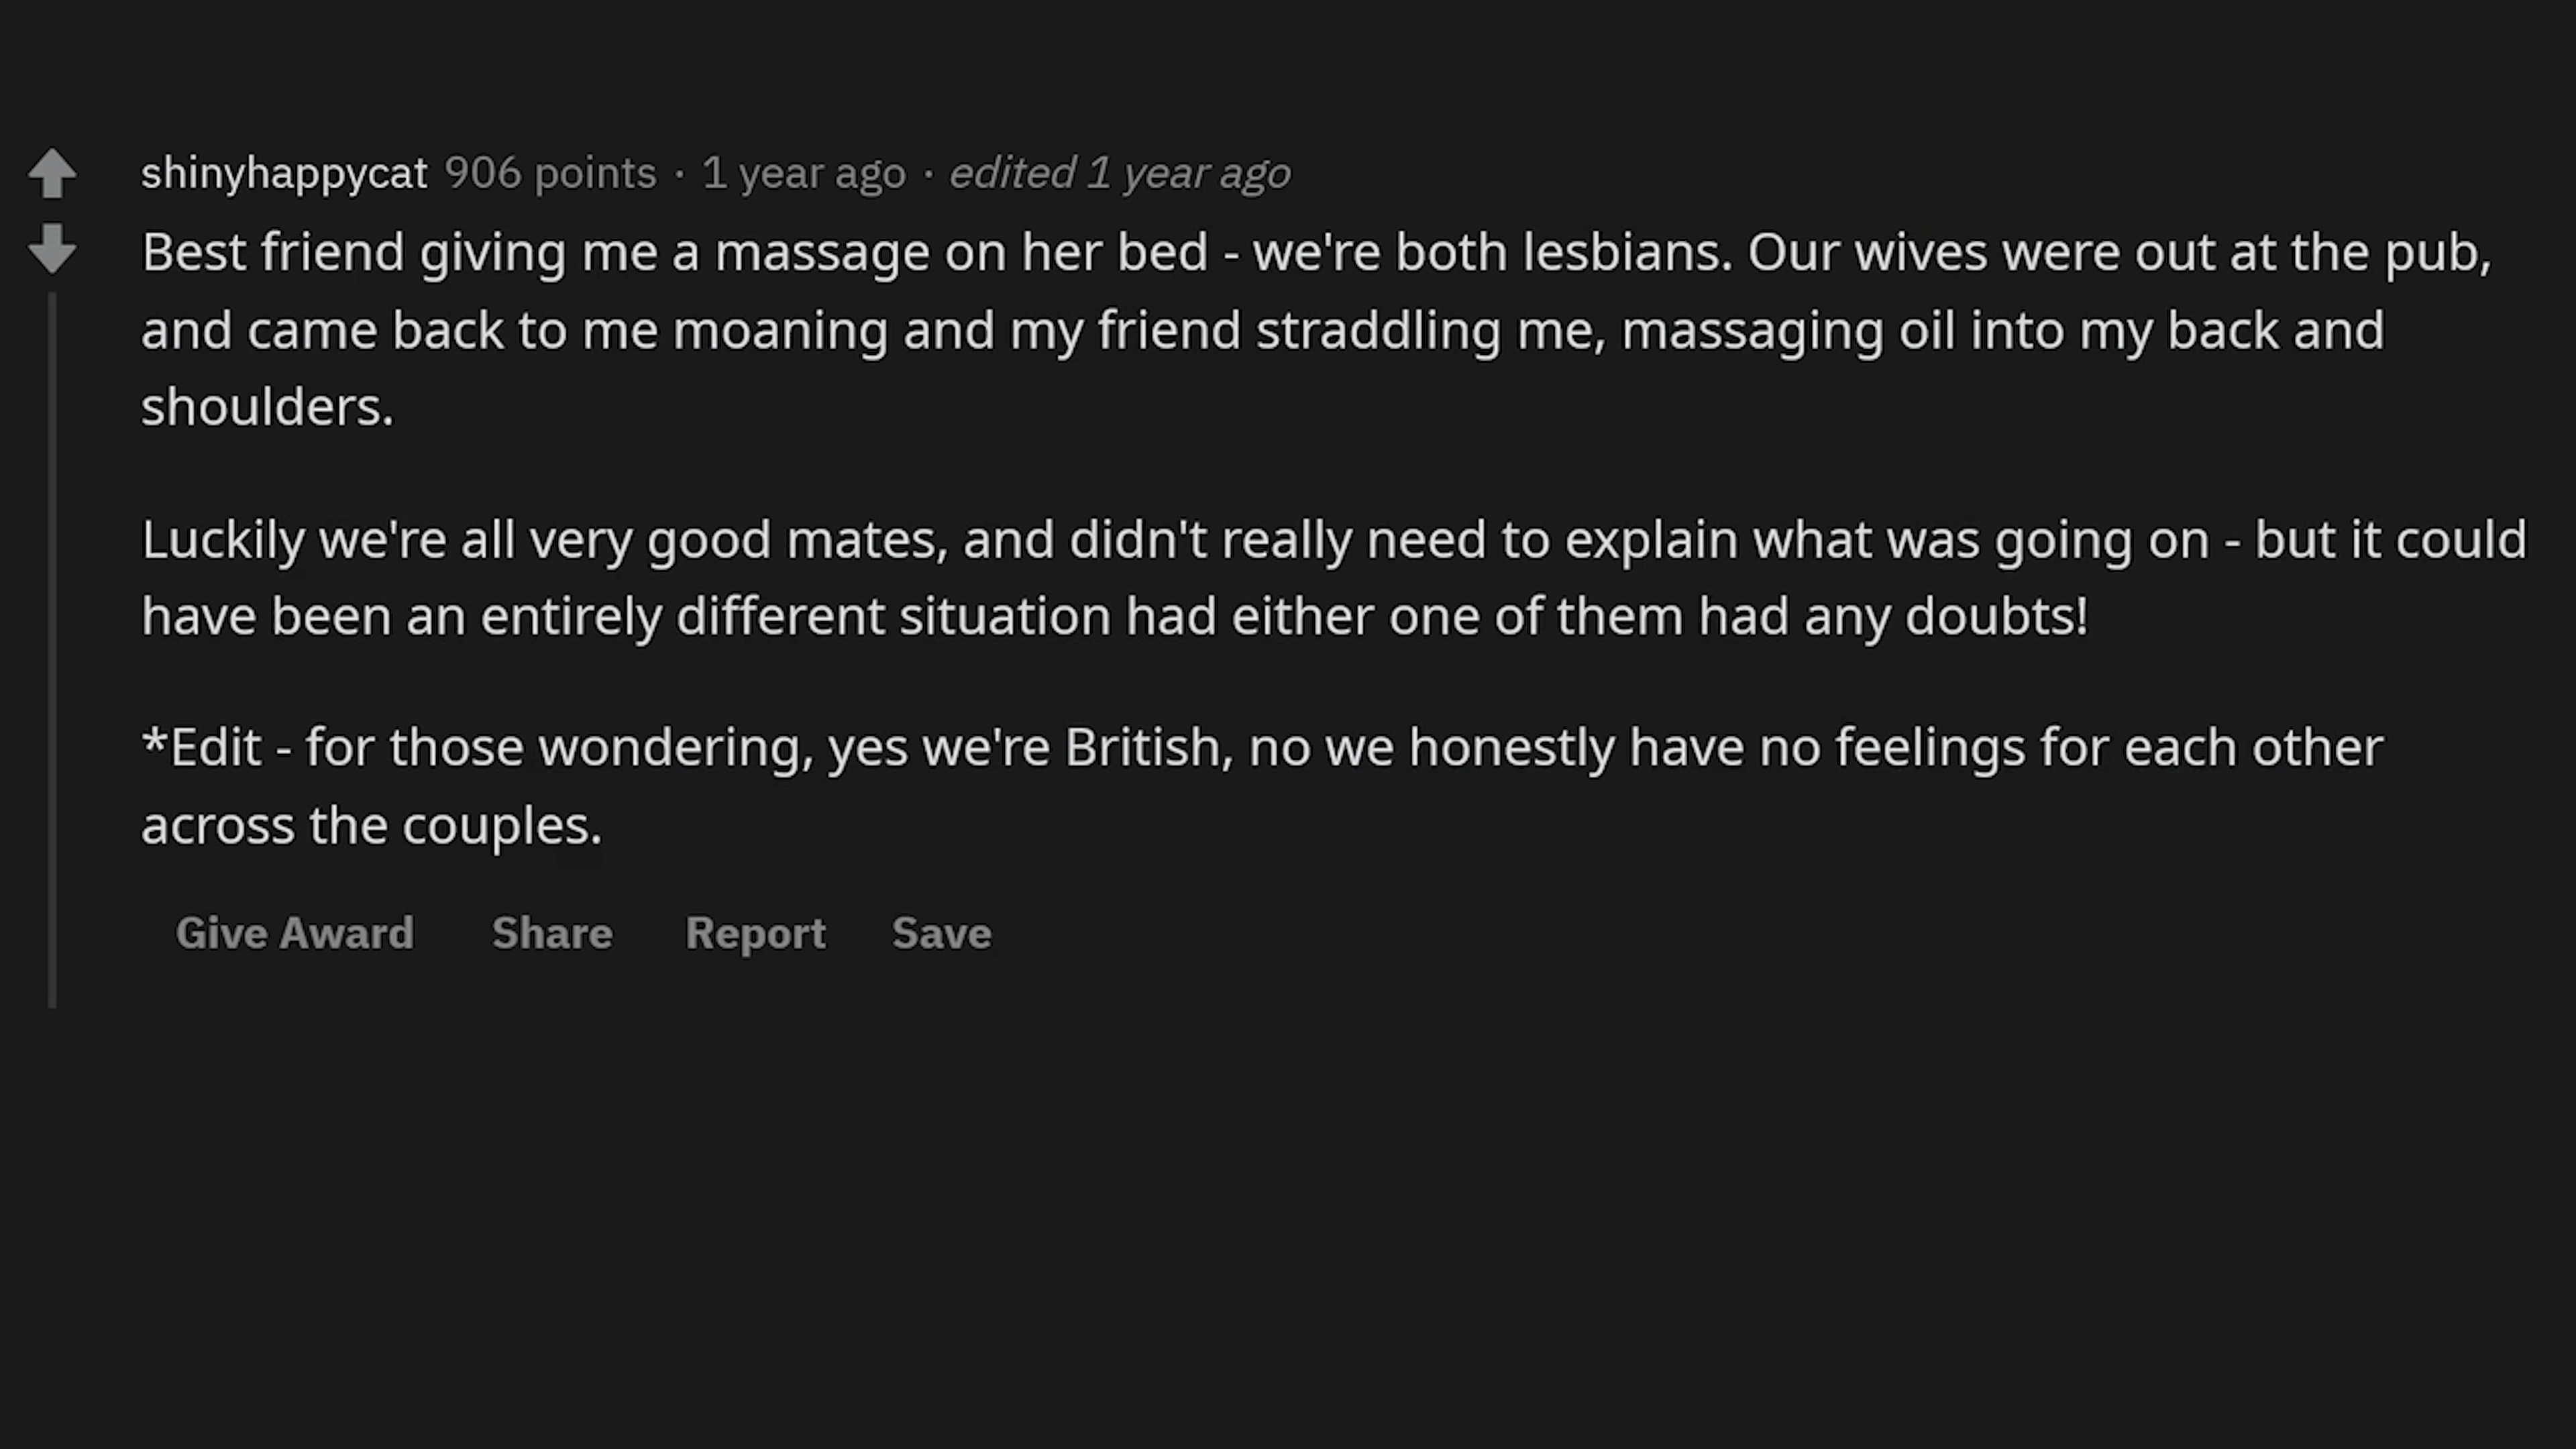 shinyhappycat 906 points · 1 year ago · edited 1 year ago
Best friend giving me a massage on her bed - we're both lesbians. Our wives were out at the pub,
and came back to me moaning and my friend straddling me, massaging oil into my back and
shoulders.
Luckily we're all very good mates, and didn't really need to explain what was going on - but it could
have been an entirely different situation had either one of them had any doubts!
*Edit - for those wondering, yes we're British, no we honestly have no feelings for each other
across the couples.
Give Award Share Report Save